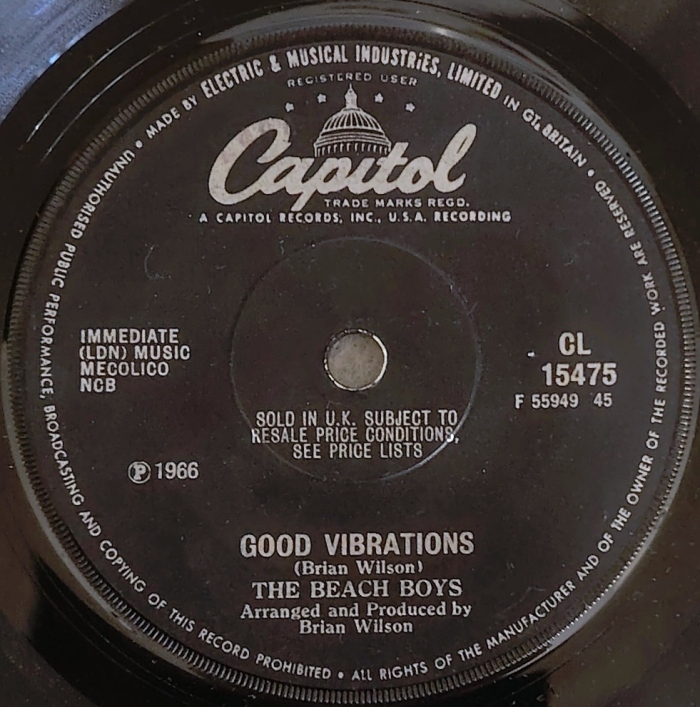 MADE BY ELECTRIC & MUSICAL INDUSTRIES, LIMITED IN GT. BRITAIN • ALL RIGHTS OF THE MANUFACTURER AND OF THE OWNER OF THE RECORDED WORK ARE RESERVED • UNAUTHORISED PUBLIC PERFORMANCE, BROADCASTING AND COPYING OF THIS RECORD PROHIBITED •
REGISTERED USER
Capitol
TRADE MARKS REGD.
A CAPITOL RECORDS, INC., U.S.A. RECORDING
IMMEDIATE
(LDN) MUSIC
MECOLICO
NCB
CL
15475
F 55949 45
SOLD IN U.K. SUBJECT TO
RESALE PRICE CONDITIONS,
SEE PRICE LISTS
Ⓟ 1966
GOOD VIBRATIONS
(Brian Wilson)
THE BEACH BOYS
Arranged and Produced by
Brian Wilson